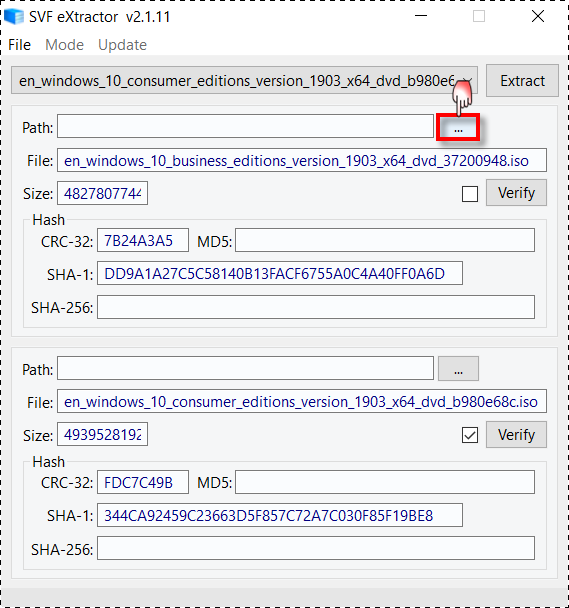 SVF eXtractor v2.1.11
File Mode Update
en_windows_10_consumer_editions_version_1903_x64_dvd_b980e6 Extract
Path: ...
File: en_windows_10_business_editions_version_1903_x64_dvd_37200948.iso
Size: 4827807744 Verify
Hash
CRC-32: 7B24A3A5 MD5:
SHA-1: DD9A1A27C5C58140B13FACF6755A0C4A40FF0A6D
SHA-256:
Path: ...
File: en_windows_10_consumer_editions_version_1903_x64_dvd_b980e68c.iso
Size: 4939528192 Verify
Hash
CRC-32: FDC7C49B MD5:
SHA-1: 344CA92459C23663D5F857C72A7C030F85F19BE8
SHA-256: